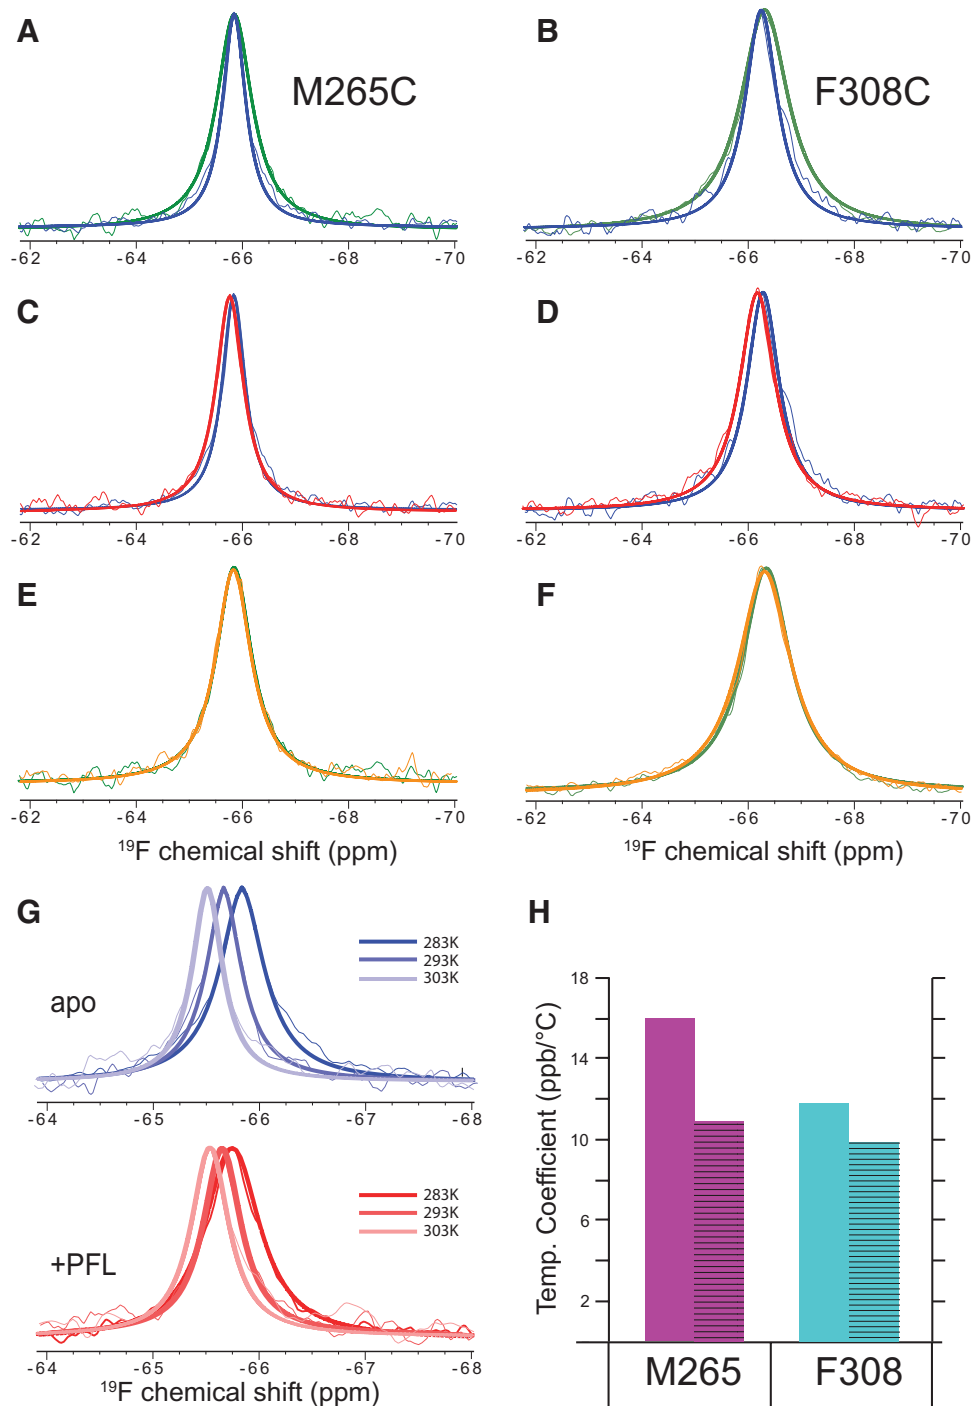 A
M265C
-62 -64 -66 -68 -70
B
F308C
-62 -64 -66 -68 -70
C
-62 -64 -66 -68 -70
D
-62 -64 -66 -68 -70
E
-62 -64 -66 -68 -70
¹⁹F chemical shift (ppm)
F
-62 -64 -66 -68 -70
¹⁹F chemical shift (ppm)
G
apo
283K
293K
303K
-64 -65 -66 -67 -68
+PFL
283K
293K
303K
-64 -65 -66 -67 -68
¹⁹F chemical shift (ppm)
H
Temp. Coefficient (ppb/°C)
18
14
10
6
2
M265 F308